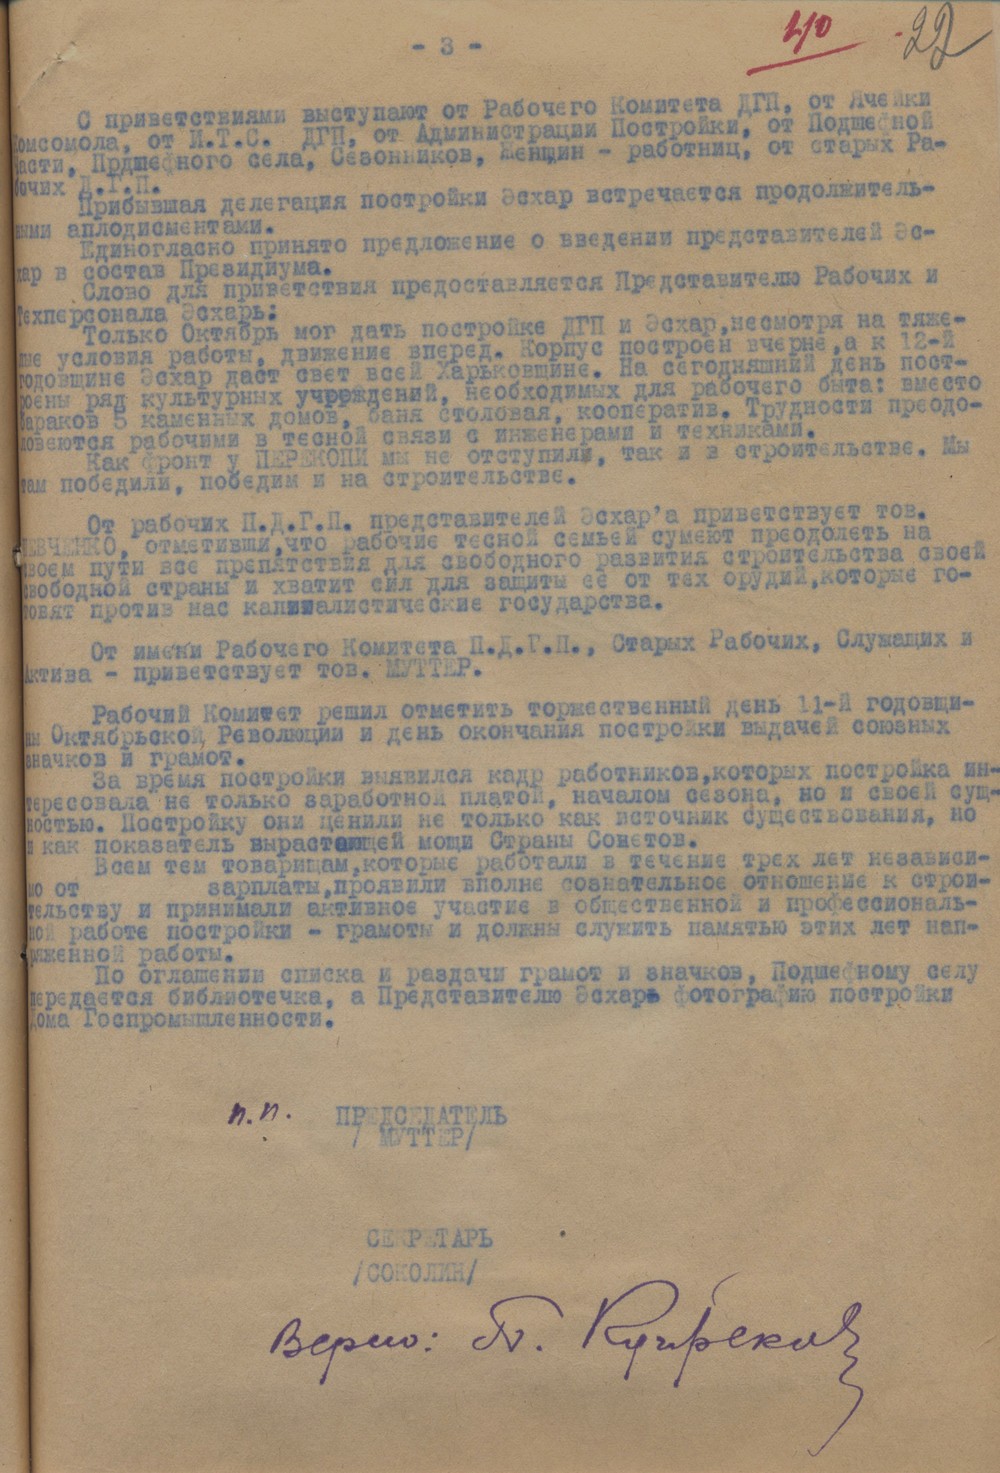 - 3 -
40
22
С приветствиями выступают от Рабочего Комитета ДГП, от Ячейки
Комсомола, от И.Т.С. ДГП, от Администрации Постройки, от Подшефной
части, Прдшефного села, Сезонников, Женщин - работниц, от старых Ра-
бочих Д.Г.П.
Прибывшая делегация постройки Эсхар встречается продолжитель-
ными аплодисментами.
Единогласно принято предложение о введении представителей Эс-
хар в состав Президиума.
Слово для приветствия предоставляется Представителю Рабочих и
Техперсонала Эсхарь:
Только Октябрь мог дать постройке ДГП и Эсхар,несмотря на тяже-
лые условия работы, движение вперед. Корпус построен вчерне,а к 12-й
годовщине Эсхар даст свет всей Харьковщине. На сегодняшний день пост-
роены ряд культурных учреждений, необходимых для рабочего быта: вместо
бараков 5 каменных домов, баня столовая, кооператив. Трудности преодо-
ловеются рабочими в тесной связи с инженерами и техниками.
Как фронт у ПЕРЕКОПИ мы не отступили, так и в строительстве. Мы
там победили, победим и на строительстве.
От рабочих П.Д.Г.П. представителей Эсхар'а приветствует тов.
ЛЕВЧЕНКО, отметивши,что рабочие тесной семьей сумеют преодолеть на
своем пути все препятствия для свободного развития строительства своей
свободной страны и хватит сил для защиты ее от тех орудий,которые го-
товят против нас капиталистические государства.
От имени Рабочего Комитета П.Д.Г.П., Старых Рабочих, Служащих и
Актива - приветствует тов. МУТТЕР.
Рабочий Комитет решил отметить торжественный день 11-й годовщи-
ны Октябрьской Революции и день окончания постройки выдачей союзных
значков и грамот.
За время постройки выявился кадр работников,которых постройка ин-
тересовала не только заработной платой, началом сезона, но и своей сущ-
ностью. Постройку они ценили не только как источник существования, но
и как показатель вырастающей мощи Страны Советов.
Всем тем товарищам,которые работали в течение трех лет независи-
мо от зарплаты,проявили вполне сознательное отношение к строи-
тельству и принимали активное участие в общественной и профессиональ-
ной работе постройки - грамоты и должны служить памятью этих лет нап-
ряженной работы.
По оглашении списка и раздачи грамот и значков, Подшефному селу
передается библиотечка, а Представителю Эсхарь фотографию постройки
Дома Госпромышленности.
п.п. ПРЕДСЕДАТЕЛЬ
/ МУТТЕР/
СЕКРЕТАРЬ
/СОКОЛИН/
Верно: